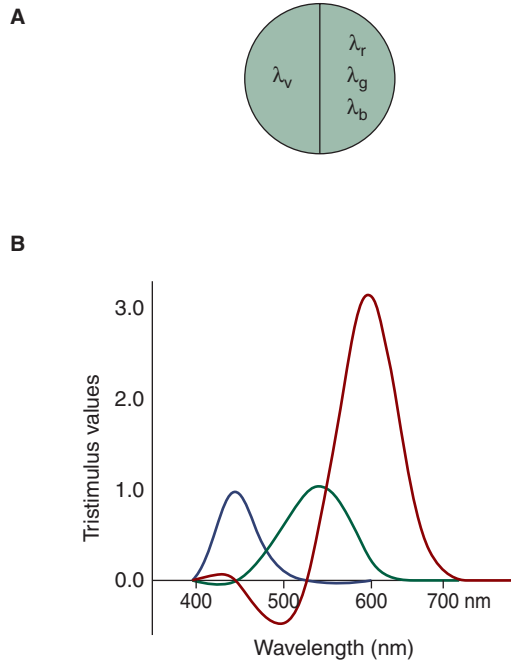 A
λr
λv
λg
λb
B
3.0
2.0
1.0
0.0
Tristimulus values
400 500 600 700 nm
Wavelength (nm)